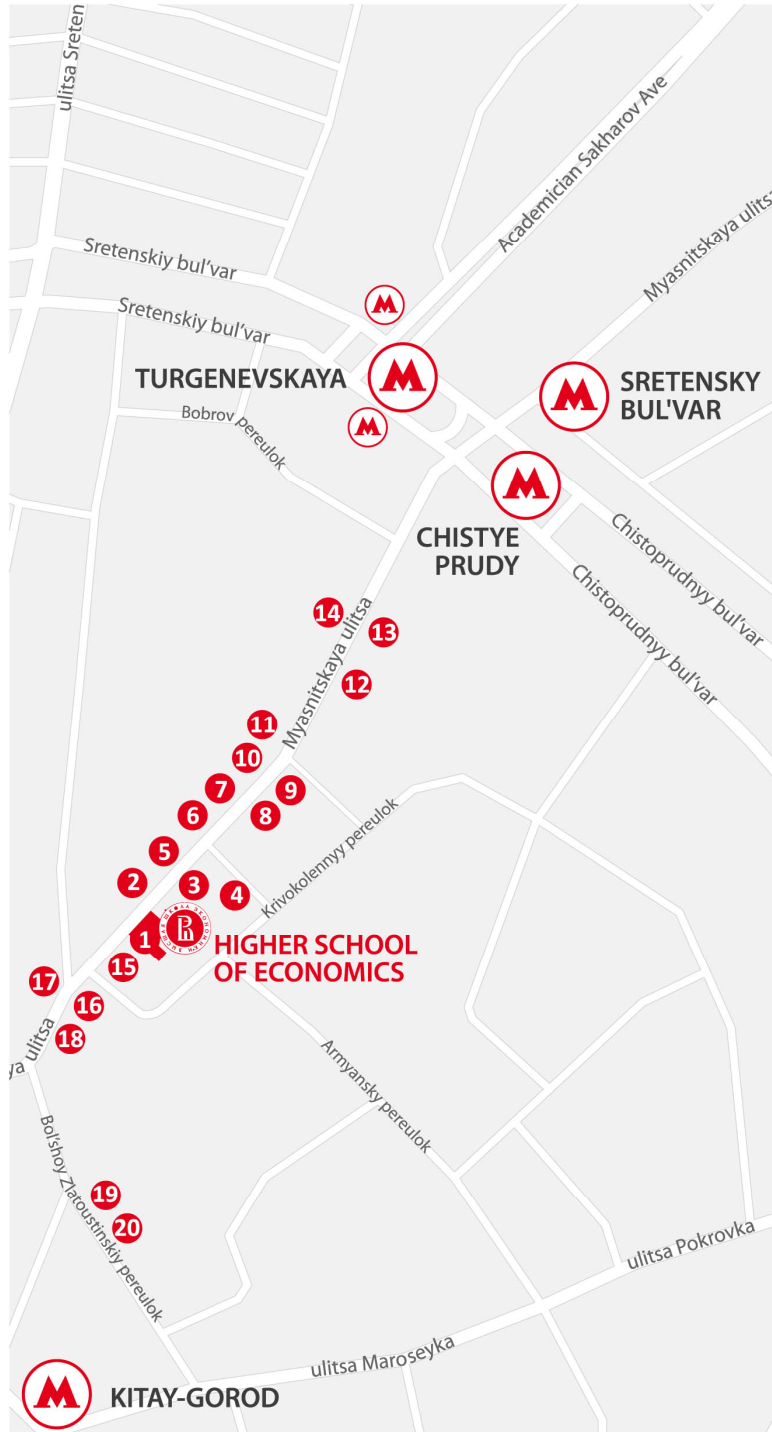 ulitsa Sreten
Academician Sakharov Ave
Myasnitskaya ulitsa
Sretenskiy bul'var
Sretenskiy bul'var
M
TURGENEVSKAYA
M
M
SRETENSKY
BUL'VAR
M
Bobrov pereulok
M
CHISTYE
PRUDY
Chistoprudnyy bul'var
Chistoprudnyy bul'var
Myasnitskaya ulitsa
14
13
12
11
10
7
9
6
8
5
2
3
4
Krivokolennyy pereulok
1
HIGHER SCHOOL
OF ECONOMICS
15
17
16
18
ya ulitsa
Armyansky pereulok
Bol'shoy Zlatoustinskiy pereulok
19
20
ulitsa Pokrovka
ulitsa Maroseyka
M
KITAY-GOROD